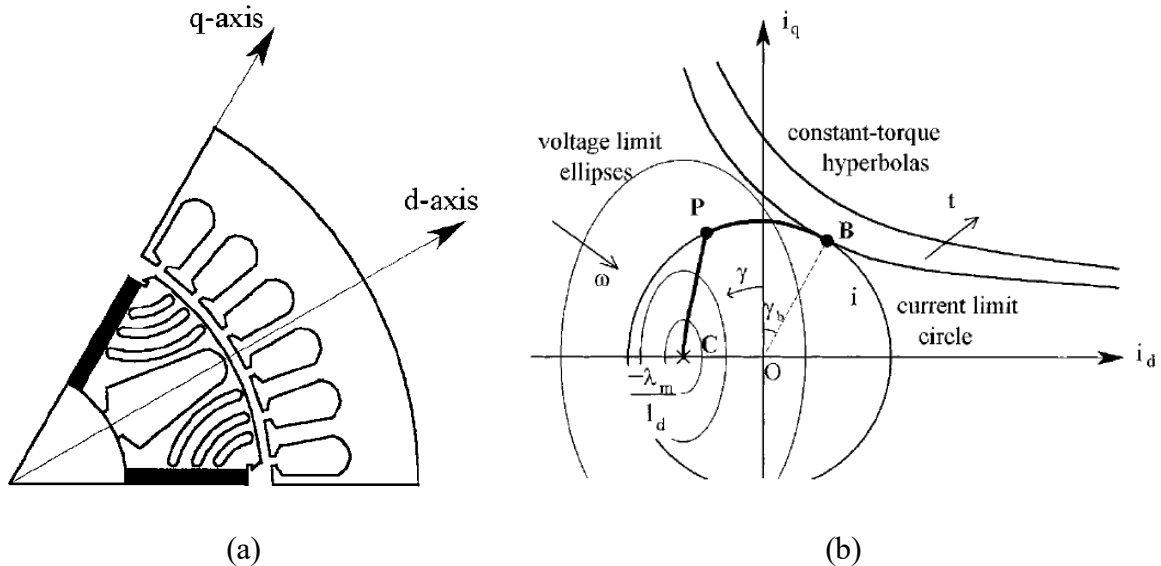 q-axis
d-axis
(a)
i_q
voltage limit
ellipses
constant-torque
hyperbolas
P
B
t
ω
γ
γ_b
i
current limit
circle
C
O
i_d
-λ_m
l_d
(b)